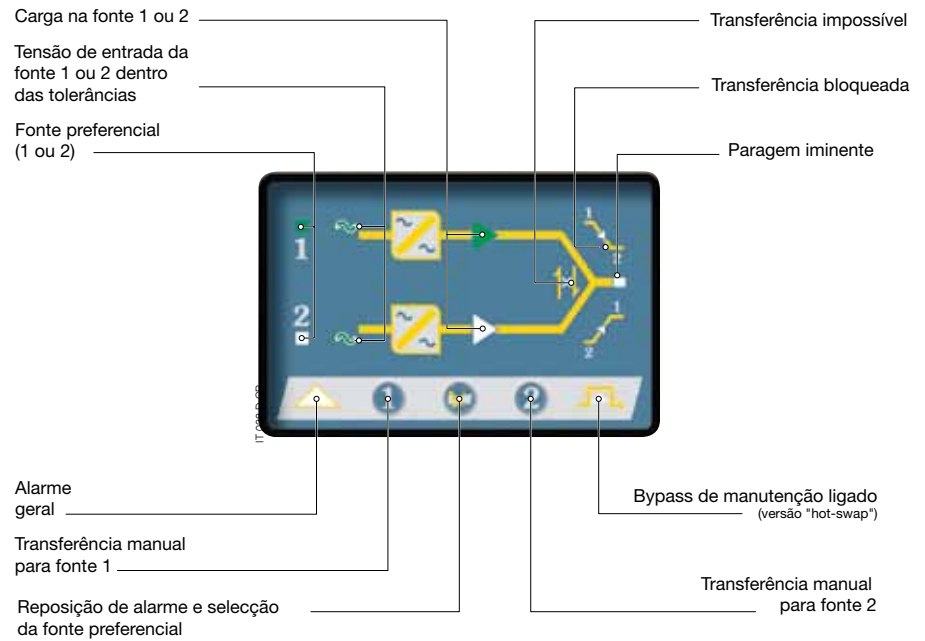 Carga na fonte 1 ou 2
Tensão de entrada da
fonte 1 ou 2 dentro
das tolerâncias
Fonte preferencial
(1 ou 2)
Transferência impossível
Transferência bloqueada
Paragem iminente
1
2
1
2
1
2
1
2
Alarme
geral
Transferência manual
para fonte 1
Reposição de alarme e selecção
da fonte preferencial
Bypass de manutenção ligado
(versão "hot-swap")
Transferência manual
para fonte 2